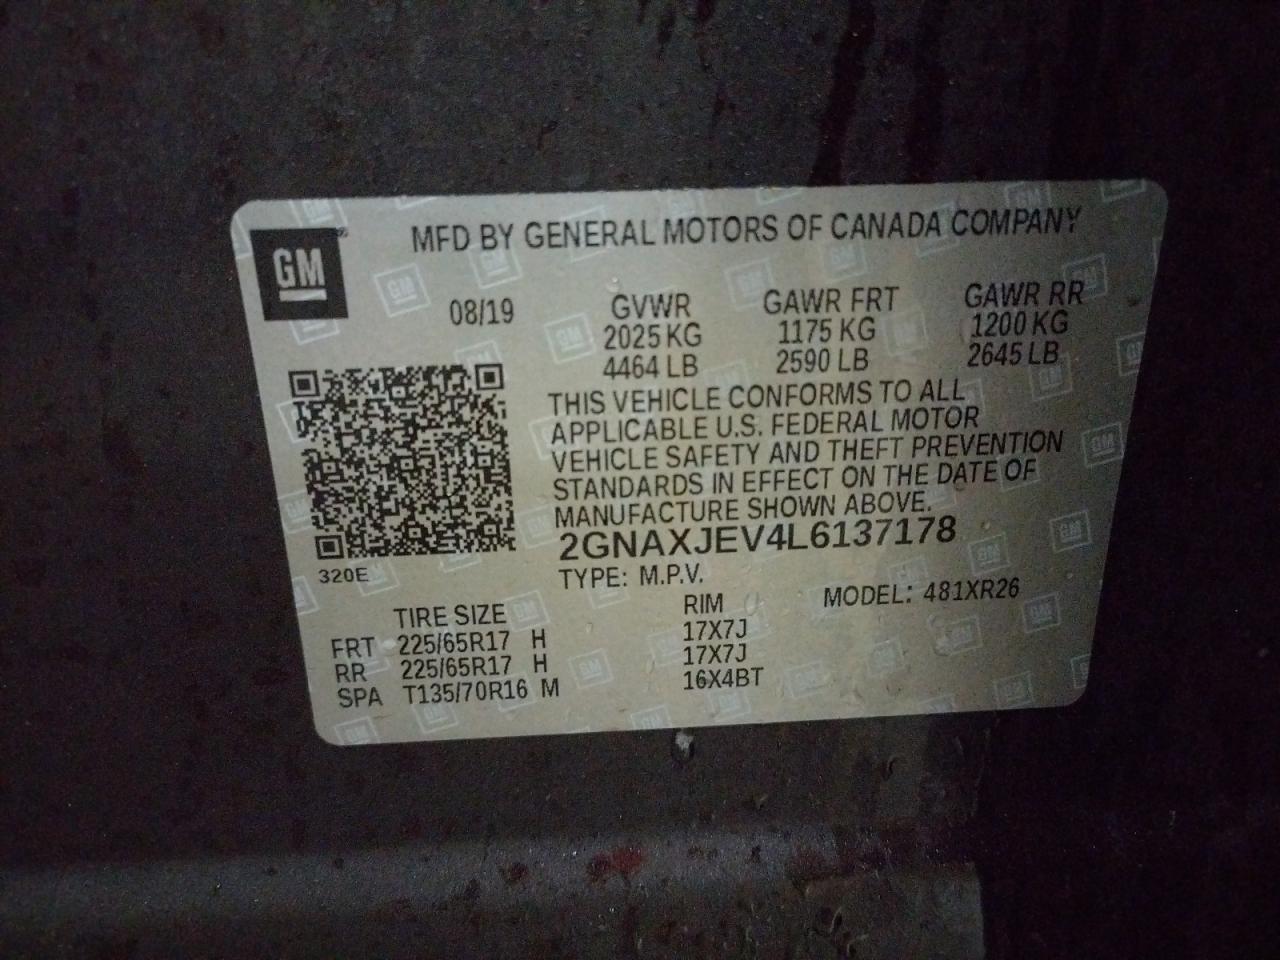 GM
MFD BY GENERAL MOTORS OF CANADA COMPANY
08/19
GVWR GAWR FRT GAWR RR
2025 KG 1175 KG 1200 KG
4464 LB 2590 LB 2645 LB
THIS VEHICLE CONFORMS TO ALL
APPLICABLE U.S. FEDERAL MOTOR
VEHICLE SAFETY AND THEFT PREVENTION
STANDARDS IN EFFECT ON THE DATE OF
MANUFACTURE SHOWN ABOVE.
2GNAXJEV4L6137178
320E
TYPE: M.P.V. MODEL: 481XR26
TIRE SIZE RIM
FRT 225/65R17 H 17X7J
RR 225/65R17 H 17X7J
SPA T135/70R16 M 16X4BT